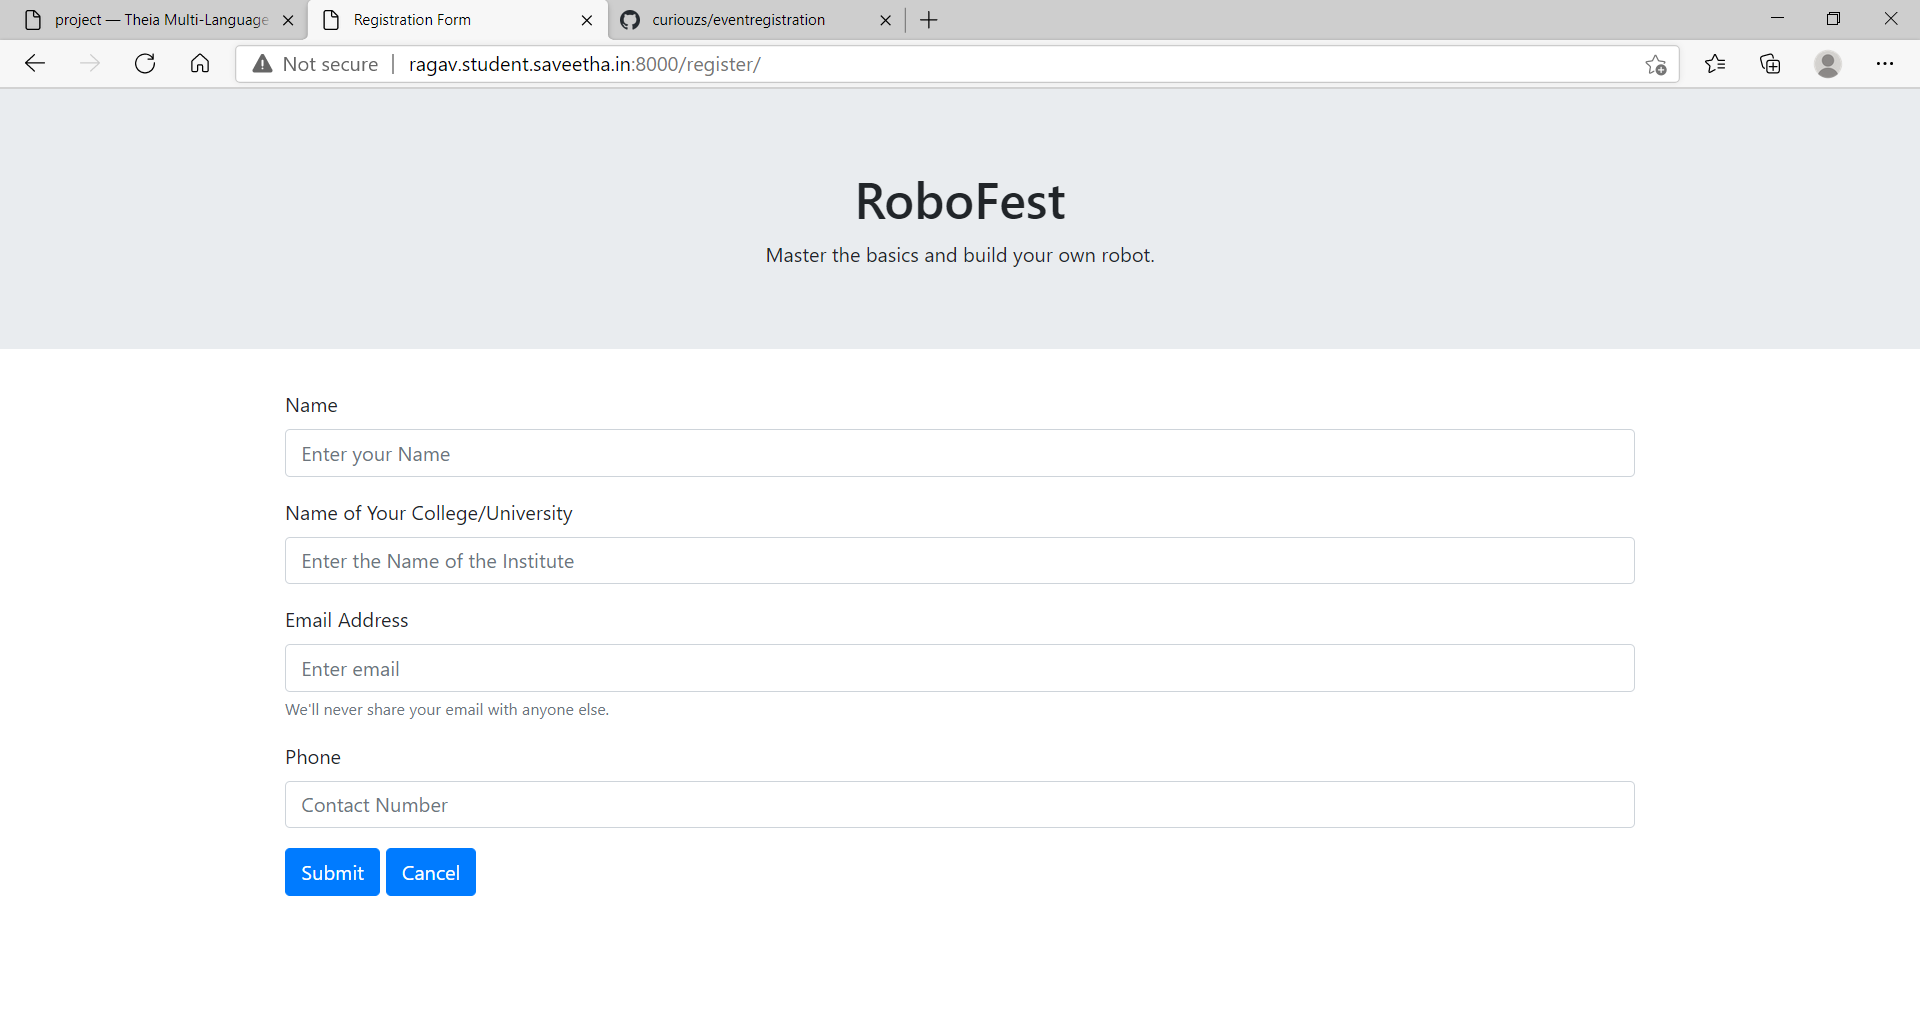 project — Theia Multi-Language
Registration Form
curiouzs/eventregistration
Not secure
ragav.student.saveetha.in:8000/register/
RoboFest
Master the basics and build your own robot.
Name
Enter your Name
Name of Your College/University
Enter the Name of the Institute
Email Address
Enter email
We'll never share your email with anyone else.
Phone
Contact Number
Submit
Cancel